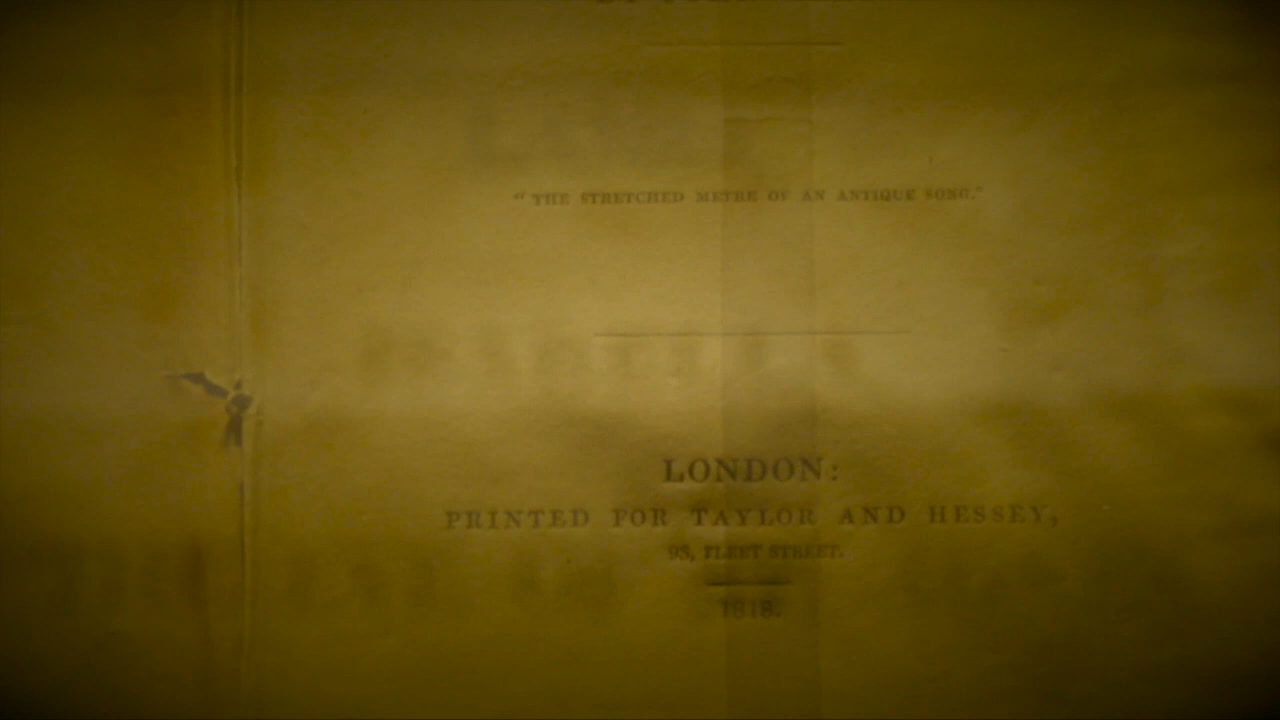 “ THE STRETCHED METRE OF AN ANTIQUE SONG.”
LONDON:
PRINTED FOR TAYLOR AND HESSEY,
93, FLEET STREET.
1818.